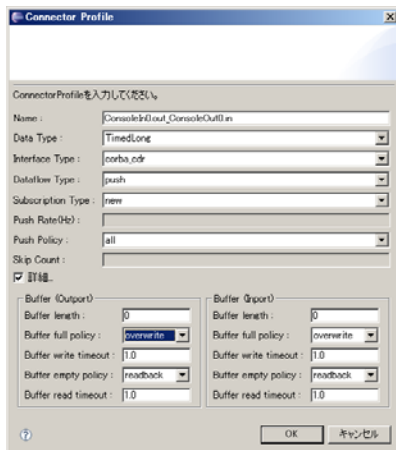 Connector Profile
ConnectorProfileを入力してください。
Name : ConsoleIn0.out_ConsoleOut0.in
Data Type : TimedLong
Interface Type : corba_cdr
Dataflow Type : push
Subscription Type : new
Push Rate(Hz) :
Push Policy : all
Skip Count :
詳細...
Buffer (Outport) Buffer (Inport)
Buffer length : 0 Buffer length : 0
Buffer full policy : overwrite Buffer full policy : overwrite
Buffer write timeout : 1.0 Buffer write timeout : 1.0
Buffer empty policy : readback Buffer empty policy : readback
Buffer read timeout : 1.0 Buffer read timeout : 1.0
? OK キャンセル